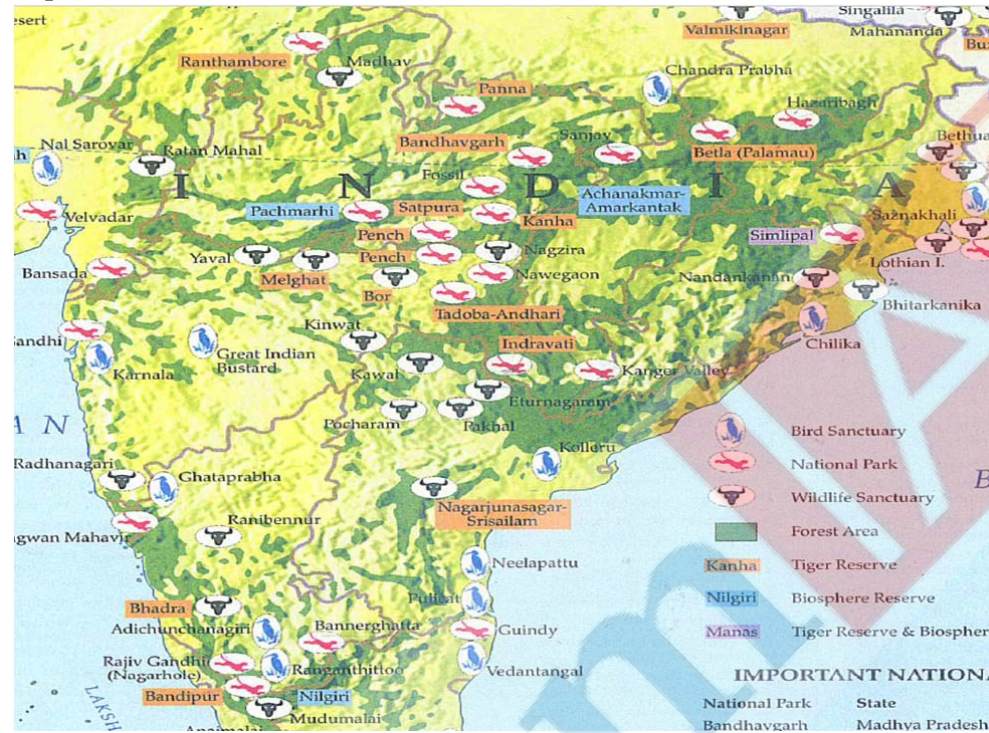 esert
Singalila
Mahananda
Valmikinagar
Ranthambore
Madhav
Panna
Chandra Prabha
Hazaribagh
Bandhavgarh
Sanjay
Betla (Palamau)
Bethua
Nal Sarovar
Ratan Mahal
INDIA
Fossil
Achanakmar-
Amarkantak
Velvadar
Pachmarhi
Satpura
Kanha
Saznakhali
Pench
Simlipal
Yaval
Pench
Nagzira
Lothian I.
Bansada
Melghat
Bor
Nawegaon
Nandankanan
Bhitarkanika
Tadoba-Andhari
Kinwat
Indravati
Chilika
Gandhi
Great Indian
Bustard
Karnala
Kawal
Kanger Valley
Eturnagaram
Pocharam
Pakhal
A N
Kolleru
Bird Sanctuary
Radhanagari
Ghataprabha
National Park
B
Wildlife Sanctuary
Nagarjunasagar-
Srisailam
Ranibennur
Forest Area
gwan Mahavir
Neelapattu
Kanha
Tiger Reserve
Bhadra
Pulicat
Nilgiri
Biosphere Reserve
Adichunchanagiri
Bannerghatta
Guindy
Manas
Tiger Reserve & Biospher
Rajiv Gandhi
(Nagarhole)
Ranganthittoo
Vedantangal
IMPORTANT NATIONA
Bandipur
Nilgiri
National Park State
LAKSH
Mudumalai
Bandhavgarh Madhya Pradesh